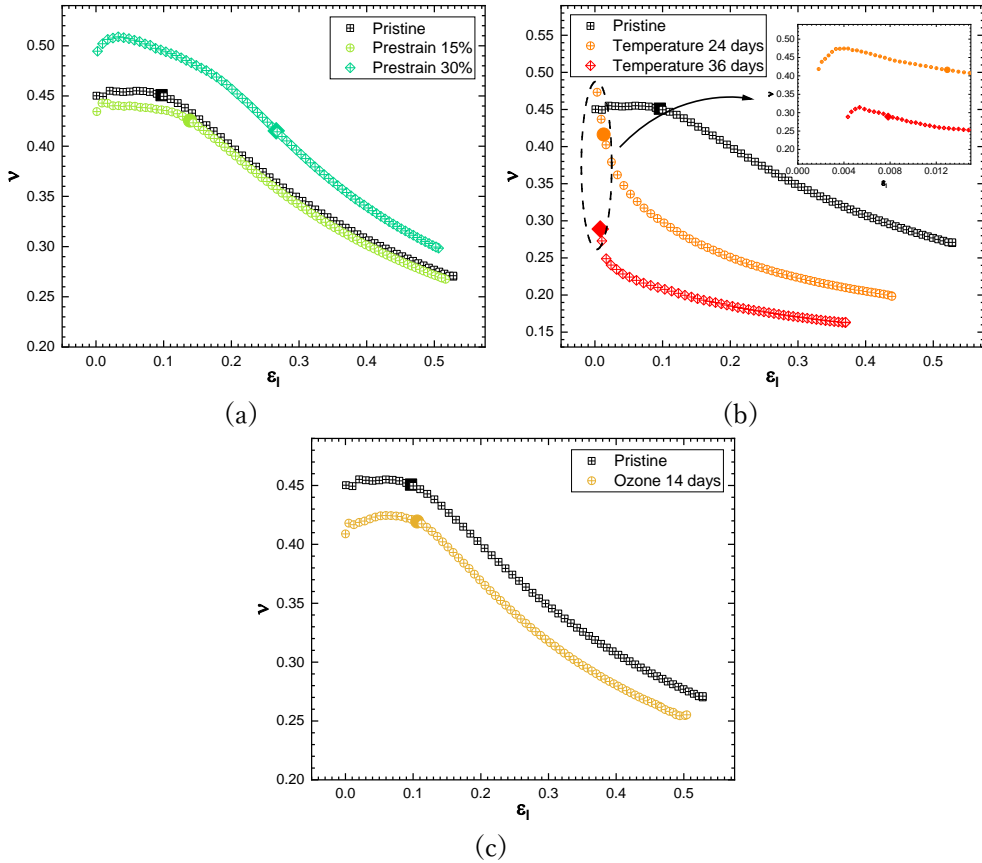 Pristine
Prestrain 15%
Prestrain 30%
0.50
0.45
0.40
0.35
0.30
0.25
0.20
ν
0.0 0.1 0.2 0.3 0.4 0.5
εl
(a)
Pristine
Temperature 24 days
Temperature 36 days
0.55
0.50
0.45
0.40
0.35
0.30
0.25
0.20
0.15
ν
0.0 0.1 0.2 0.3 0.4 0.5
εl
0.50
0.45
0.40
0.35
0.30
0.25
0.20
ν
0.000 0.004 0.008 0.012
εl
(b)
Pristine
Ozone 14 days
0.45
0.40
0.35
0.30
0.25
0.20
ν
0.0 0.1 0.2 0.3 0.4 0.5
εl
(c)